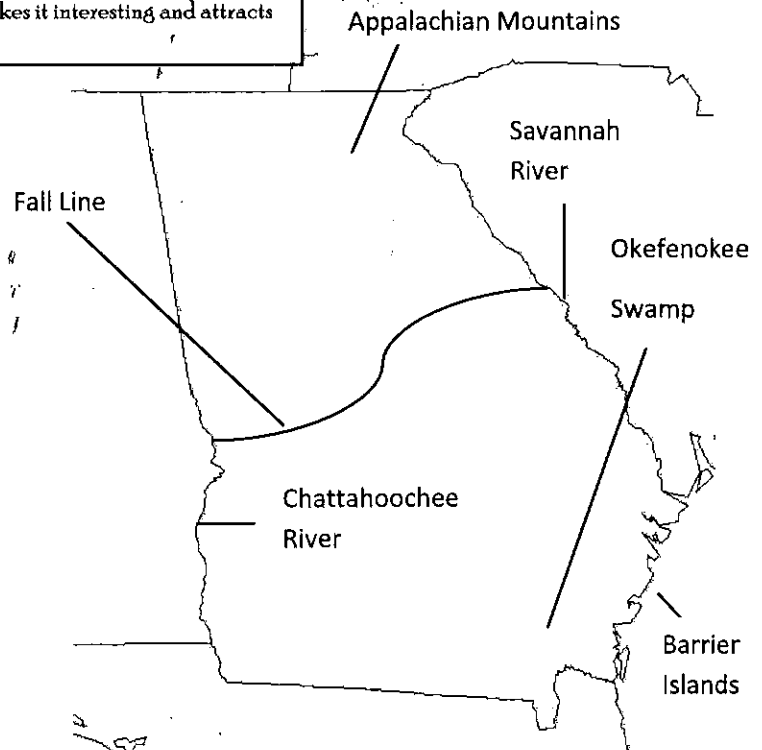 kes it interesting and attracts
Appalachian Mountains
Savannah
River
Fall Line
Okefenokee
Swamp
Chattahoochee
River
Barrier
Islands